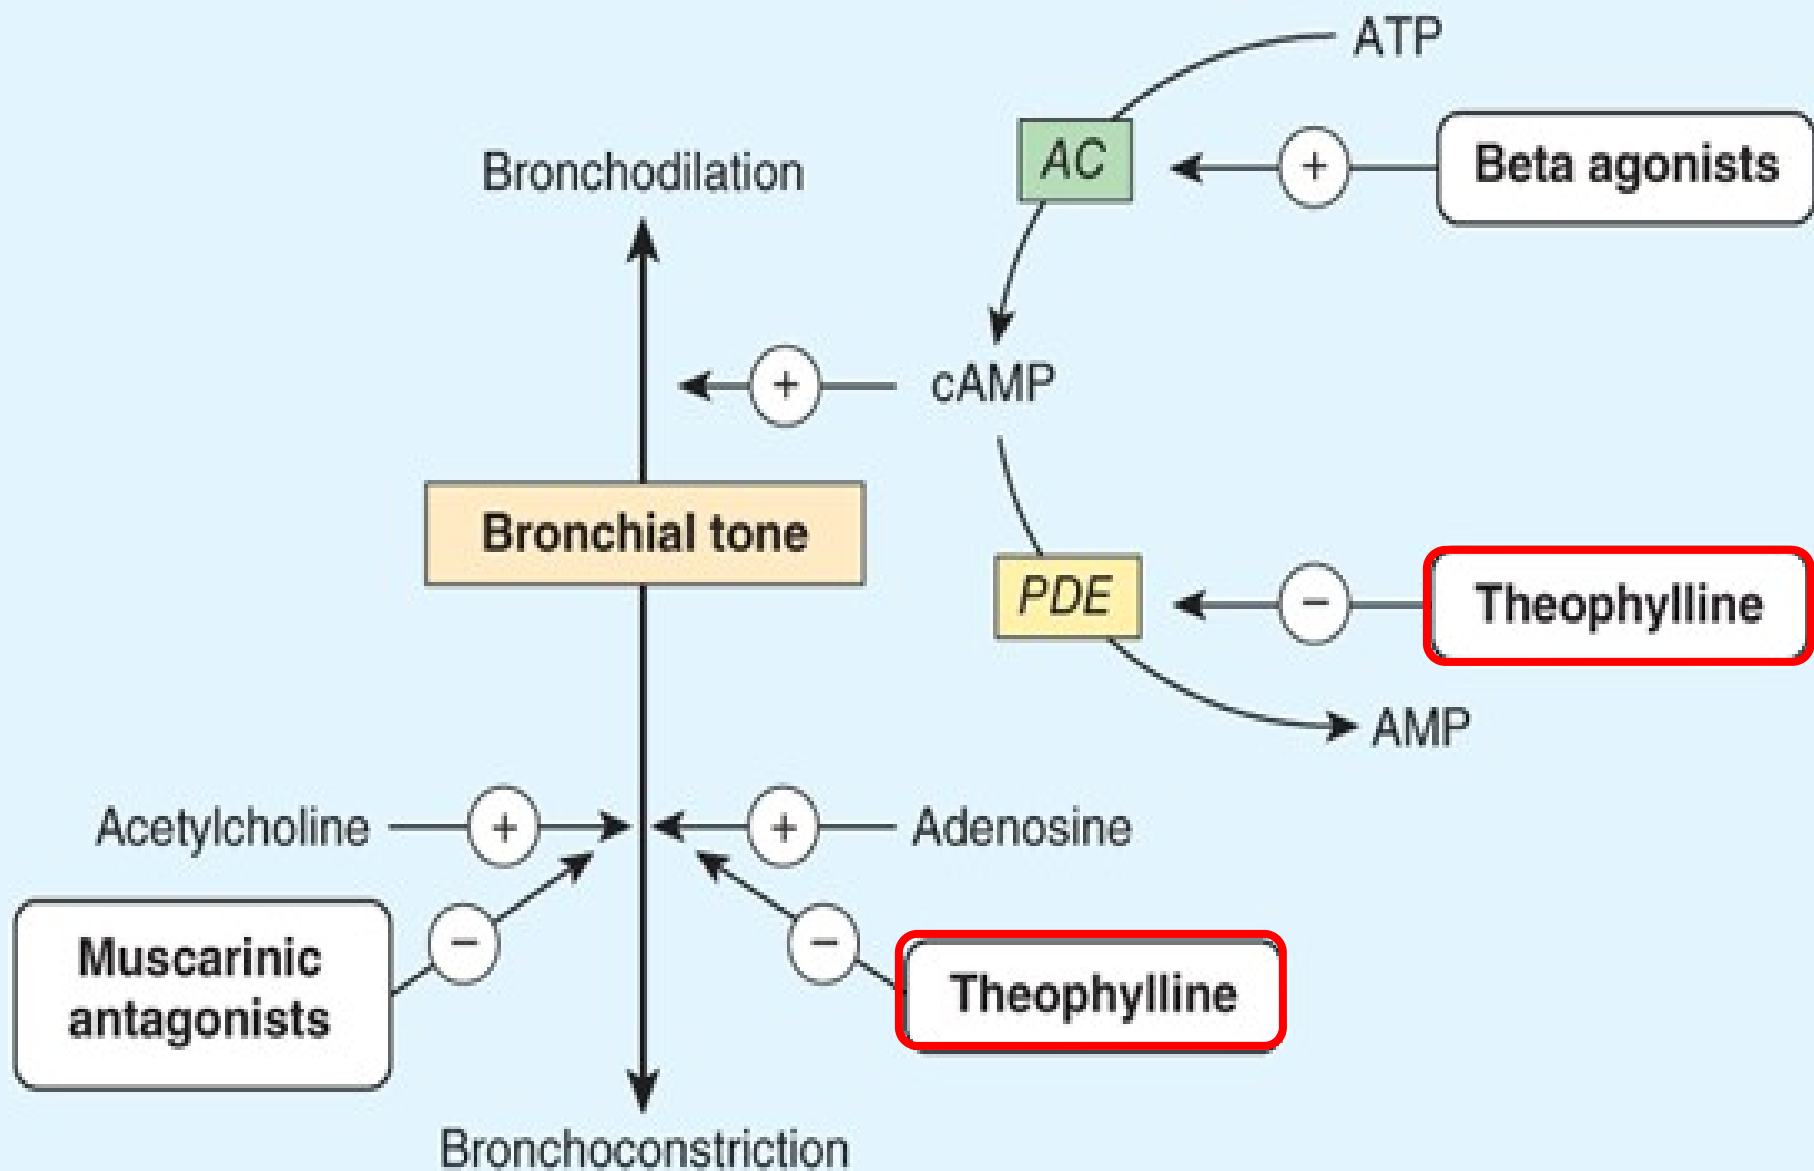 ATP
AC
+
Beta agonists
Bronchodilation
+
cAMP
Bronchial tone
PDE
−
Theophylline
AMP
Acetylcholine
+
+
Adenosine
Muscarinic
antagonists
−
−
Theophylline
Bronchoconstriction